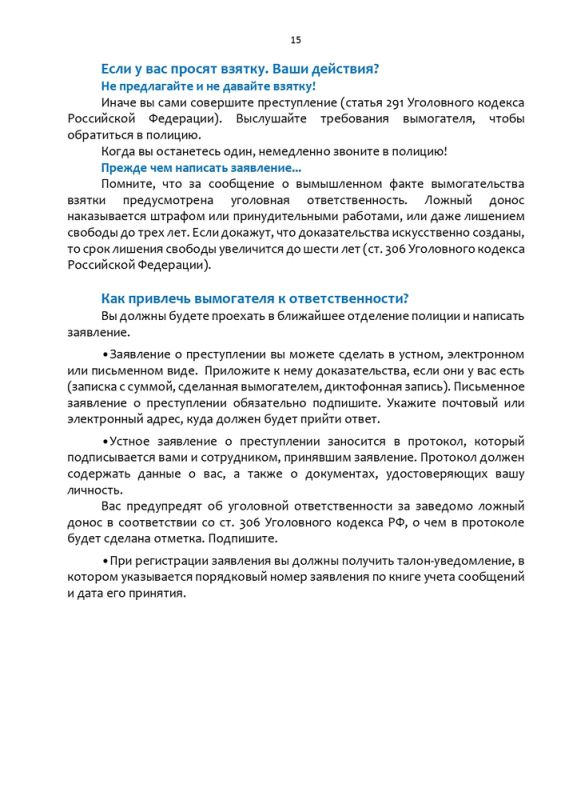 15
Если у вас просят взятку. Ваши действия?
Не предлагайте и не давайте взятку!
Иначе вы сами совершите преступление (статья 291 Уголовного кодекса
Российской Федерации). Выслушайте требования вымогателя, чтобы
обратиться в полицию.
Когда вы останетесь один, немедленно звоните в полицию!
Прежде чем написать заявление...
Помните, что за сообщение о вымышленном факте вымогательства
взятки предусмотрена уголовная ответственность. Ложный донос
наказывается штрафом или принудительными работами, или даже лишением
свободы до трех лет. Если докажут, что доказательства искусственно созданы,
то срок лишения свободы увеличится до шести лет (ст. 306 Уголовного кодекса
Российской Федерации).
Как привлечь вымогателя к ответственности?
Вы должны будете проехать в ближайшее отделение полиции и написать
заявление.
•Заявление о преступлении вы можете сделать в устном, электронном
или письменном виде. Приложите к нему доказательства, если они у вас есть
(записка с суммой, сделанная вымогателем, диктофонная запись). Письменное
заявление о преступлении обязательно подпишите. Укажите почтовый или
электронный адрес, куда должен будет прийти ответ.
•Устное заявление о преступлении заносится в протокол, который
подписывается вами и сотрудником, принявшим заявление. Протокол должен
содержать данные о вас, а также о документах, удостоверяющих вашу
личность.
Вас предупредят об уголовной ответственности за заведомо ложный
донос в соответствии со ст. 306 Уголовного кодекса РФ, о чем в протоколе
будет сделана отметка. Подпишите.
•При регистрации заявления вы должны получить талон-уведомление, в
котором указывается порядковый номер заявления по книге учета сообщений
и дата его принятия.